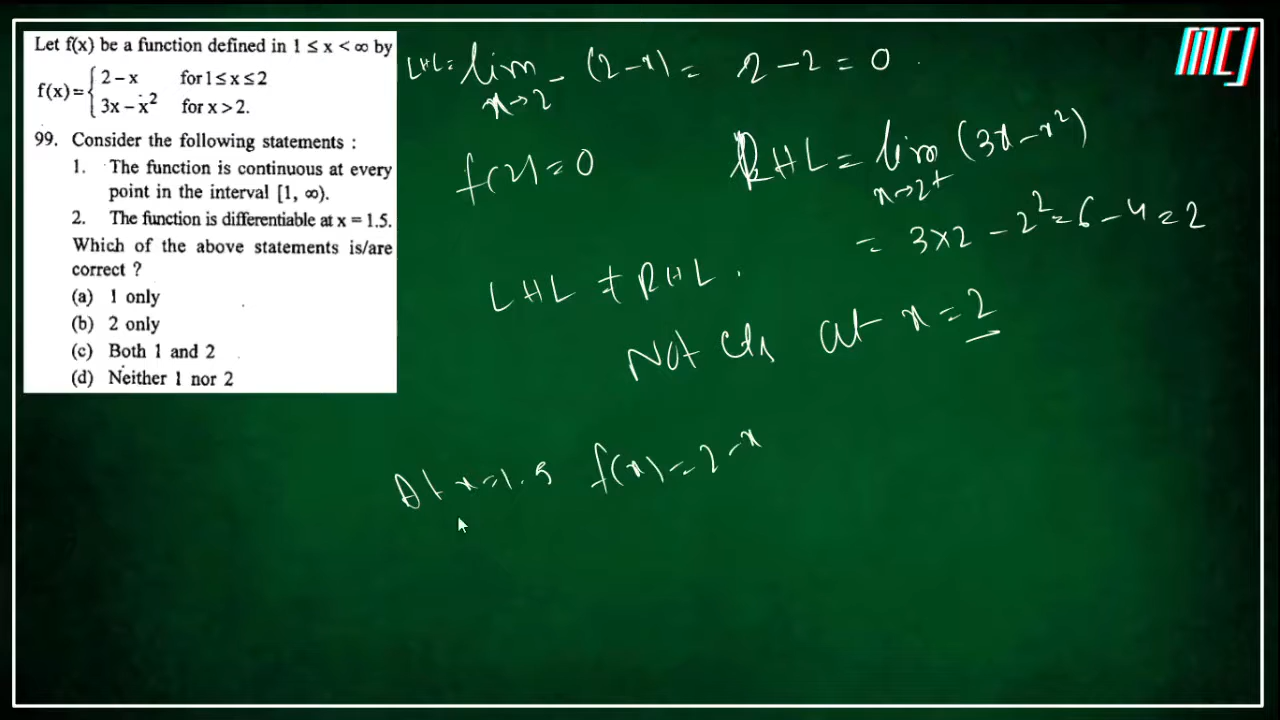 Let f(x) be a function defined in 1 ≤ x < ∞ by
f(x) = { 2 – x for 1 ≤ x ≤ 2
3x – x² for x > 2.
99. Consider the following statements :
1. The function is continuous at every
point in the interval [1, ∞).
2. The function is differentiable at x = 1.5.
Which of the above statements is/are
correct ?
(a) 1 only
(b) 2 only
(c) Both 1 and 2
(d) Neither 1 nor 2
MCJ
LHL = lim x→2⁻ (2-x) = 2-2 = 0
f(2) = 0
RHL = lim x→2+ (3x-x²)
= 3×2 - 2² = 6-4 = 2
LHL ≠ RHL.
Not cts at x = 2
At x=1.5 f(x) = 2-x